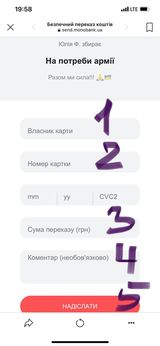 19:58
LTE
Безпечний переказ коштів
send.monobank.ua
Юлія Ф. збирає
На потреби армії
Разом ми сила!!!
1
Власник карти
2
Номер картки
mm yy CVC2
3
Сума переказу (грн)
4
Коментар (необов'язково)
5
НАДІСЛАТИ